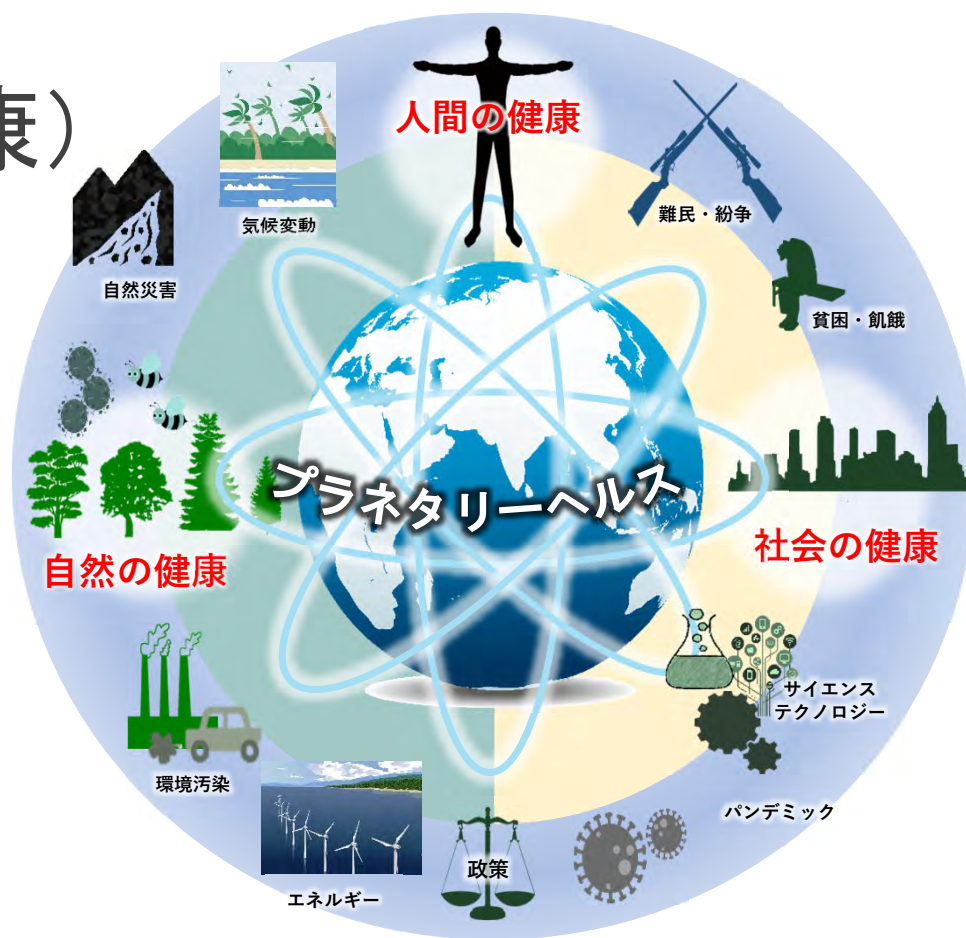 康）
人間の健康
気候変動
難民・紛争
自然災害
貧困・飢餓
プラネタリーヘルス
自然の健康
社会の健康
サイエンス
テクノロジー
環境汚染
パンデミック
政策
エネルギー